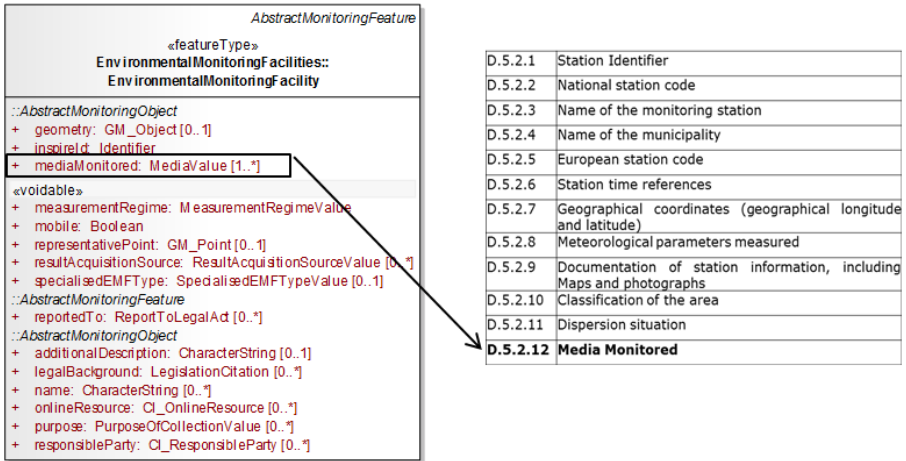 AbstractMonitoringFeature
«featureType»
EnvironmentalMonitoringFacilities::
EnvironmentalMonitoringFacility
::AbstractMonitoringObject
+ geometry: GM_Object [0..1]
+ inspireId: Identifier
+ mediaMonitored: MediaValue [1..*]
«voidable»
+ measurementRegime: MeasurementRegimeValue
+ mobile: Boolean
+ representativePoint: GM_Point [0..1]
+ resultAcquisitionSource: ResultAcquisitionSourceValue [0..*]
+ specialisedEMFType: SpecialisedEMFTypeValue [0..1]
::AbstractMonitoringFeature
+ reportedTo: ReportToLegalAct [0..*]
::AbstractMonitoringObject
+ additionalDescription: CharacterString [0..1]
+ legalBackground: LegislationCitation [0..*]
+ name: CharacterString [0..*]
+ onlineResource: CI_OnlineResource [0..*]
+ purpose: PurposeOfCollectionValue [0..*]
+ responsibleParty: CI_ResponsibleParty [0..*]
D.5.2.1 Station Identifier
D.5.2.2 National station code
D.5.2.3 Name of the monitoring station
D.5.2.4 Name of the municipality
D.5.2.5 European station code
D.5.2.6 Station time references
D.5.2.7 Geographical coordinates (geographical longitude
and latitude)
D.5.2.8 Meteorological parameters measured
D.5.2.9 Documentation of station information, including
Maps and photographs
D.5.2.10 Classification of the area
D.5.2.11 Dispersion situation
D.5.2.12 Media Monitored